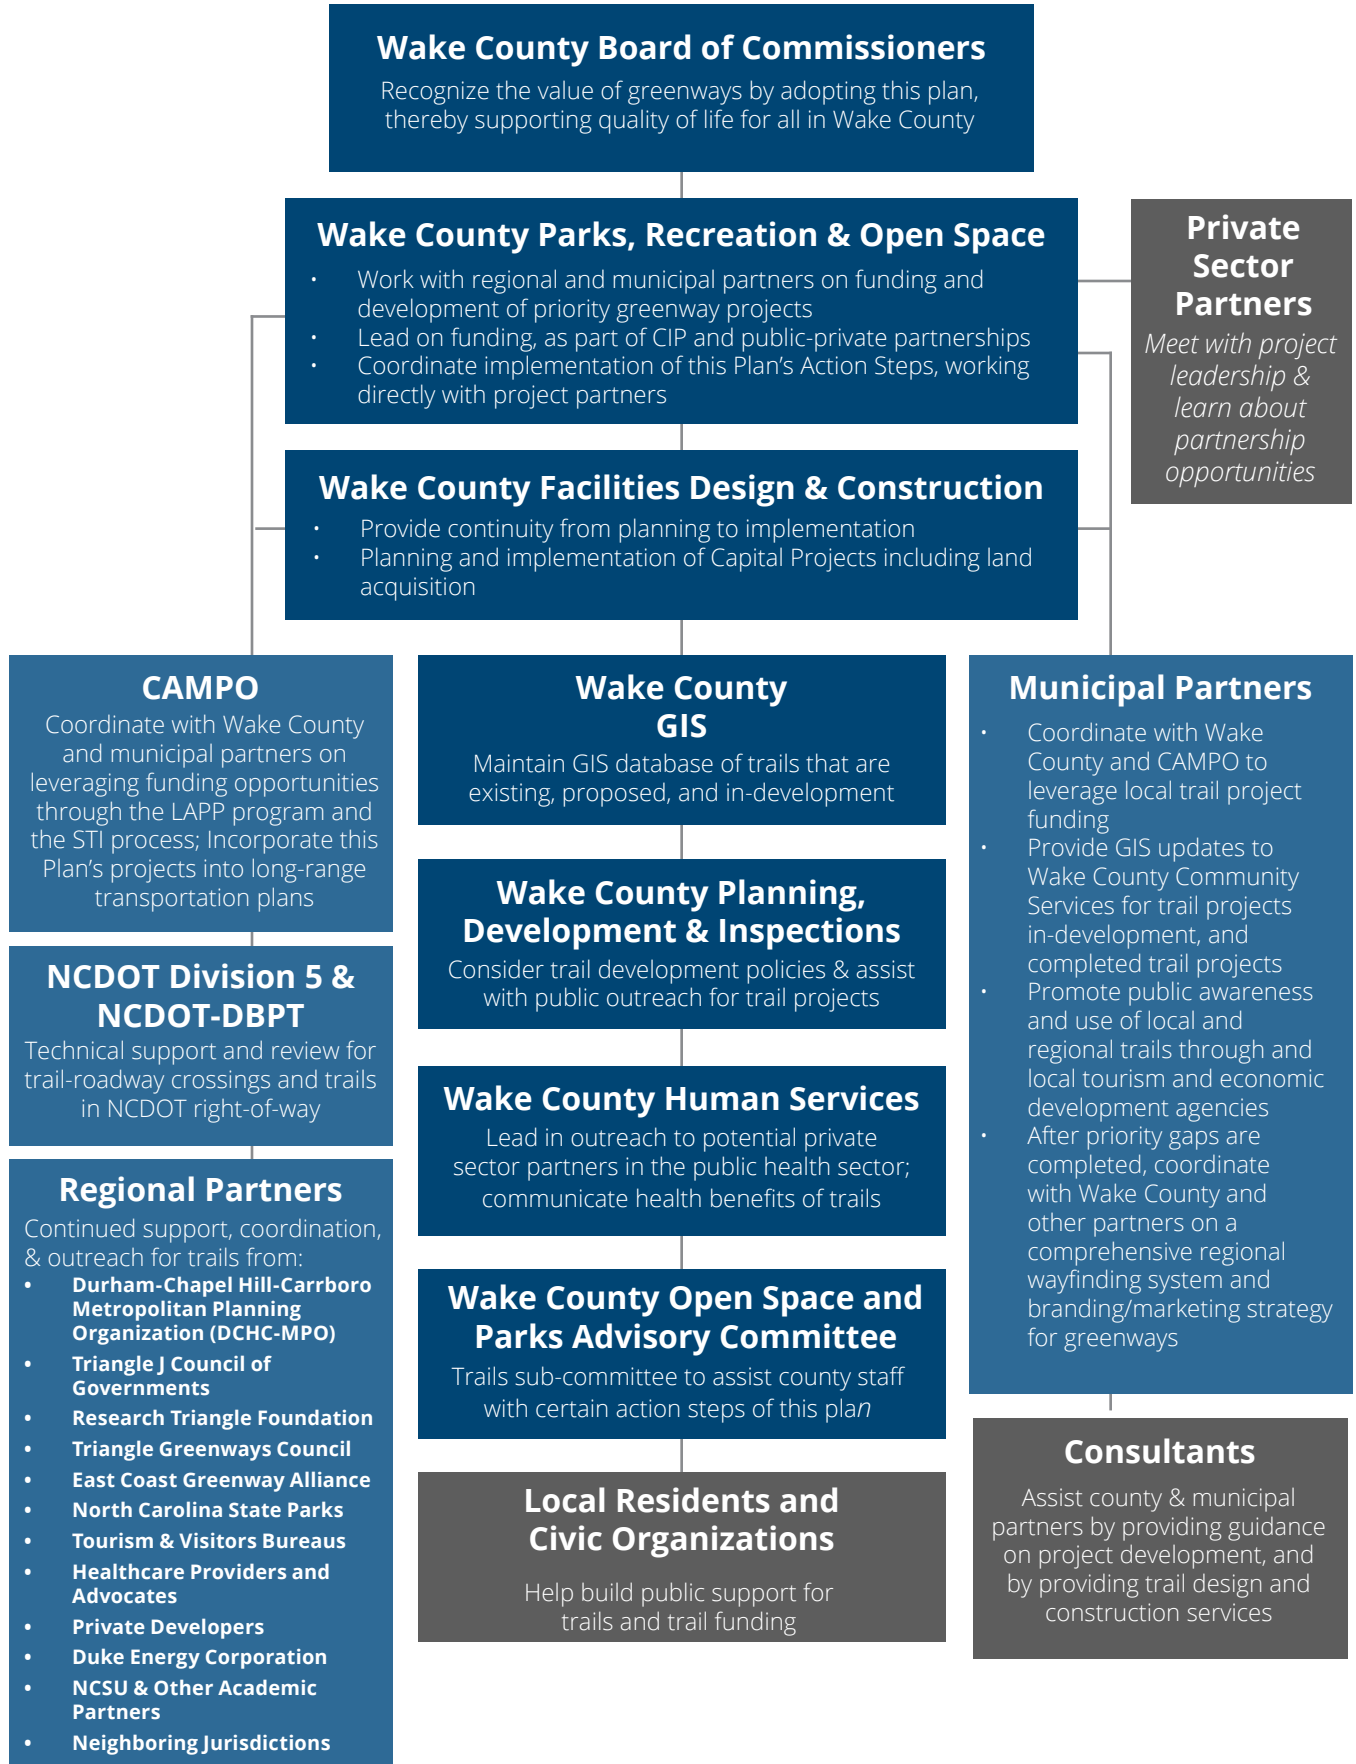 Wake County Board of Commissioners
Recognize the value of greenways by adopting this plan,
thereby supporting quality of life for all in Wake County
Wake County Parks, Recreation & Open Space
• Work with regional and municipal partners on funding and
development of priority greenway projects
• Lead on funding, as part of CIP and public-private partnerships
• Coordinate implementation of this Plan’s Action Steps, working
directly with project partners
Private
Sector
Partners
Meet with project
leadership &
learn about
partnership
opportunities
Wake County Facilities Design & Construction
• Provide continuity from planning to implementation
• Planning and implementation of Capital Projects including land
acquisition
CAMPO
Coordinate with Wake County
and municipal partners on
leveraging funding opportunities
through the LAPP program and
the STI process; Incorporate this
Plan’s projects into long-range
transportation plans
NCDOT Division 5 &
NCDOT-DBPT
Technical support and review for
trail-roadway crossings and trails
in NCDOT right-of-way
Regional Partners
Continued support, coordination,
& outreach for trails from:
• Durham-Chapel Hill-Carrboro
Metropolitan Planning
Organization (DCHC-MPO)
• Triangle J Council of
Governments
• Research Triangle Foundation
• Triangle Greenways Council
• East Coast Greenway Alliance
• North Carolina State Parks
• Tourism & Visitors Bureaus
• Healthcare Providers and
Advocates
• Private Developers
• Duke Energy Corporation
• NCSU & Other Academic
Partners
• Neighboring Jurisdictions
Wake County
GIS
Maintain GIS database of trails that are
existing, proposed, and in-development
Wake County Planning,
Development & Inspections
Consider trail development policies & assist
with public outreach for trail projects
Wake County Human Services
Lead in outreach to potential private
sector partners in the public health sector;
communicate health benefits of trails
Wake County Open Space and
Parks Advisory Committee
Trails sub-committee to assist county staff
with certain action steps of this plan
Local Residents and
Civic Organizations
Help build public support for
trails and trail funding
Municipal Partners
• Coordinate with Wake
County and CAMPO to
leverage local trail project
funding
• Provide GIS updates to
Wake County Community
Services for trail projects
in-development, and
completed trail projects
• Promote public awareness
and use of local and
regional trails through and
local tourism and economic
development agencies
• After priority gaps are
completed, coordinate
with Wake County and
other partners on a
comprehensive regional
wayfinding system and
branding/marketing strategy
for greenways
Consultants
Assist county & municipal
partners by providing guidance
on project development, and
by providing trail design and
construction services